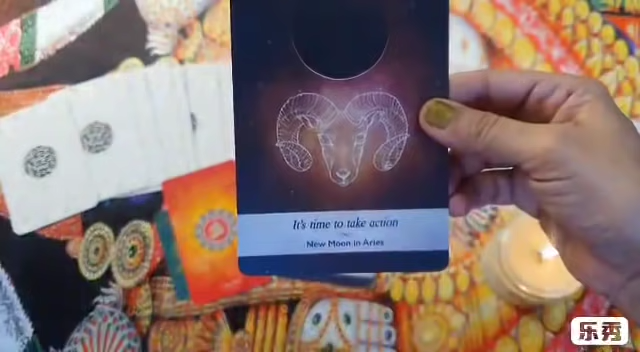 It's time to take action
New Moon in Aries
乐秀